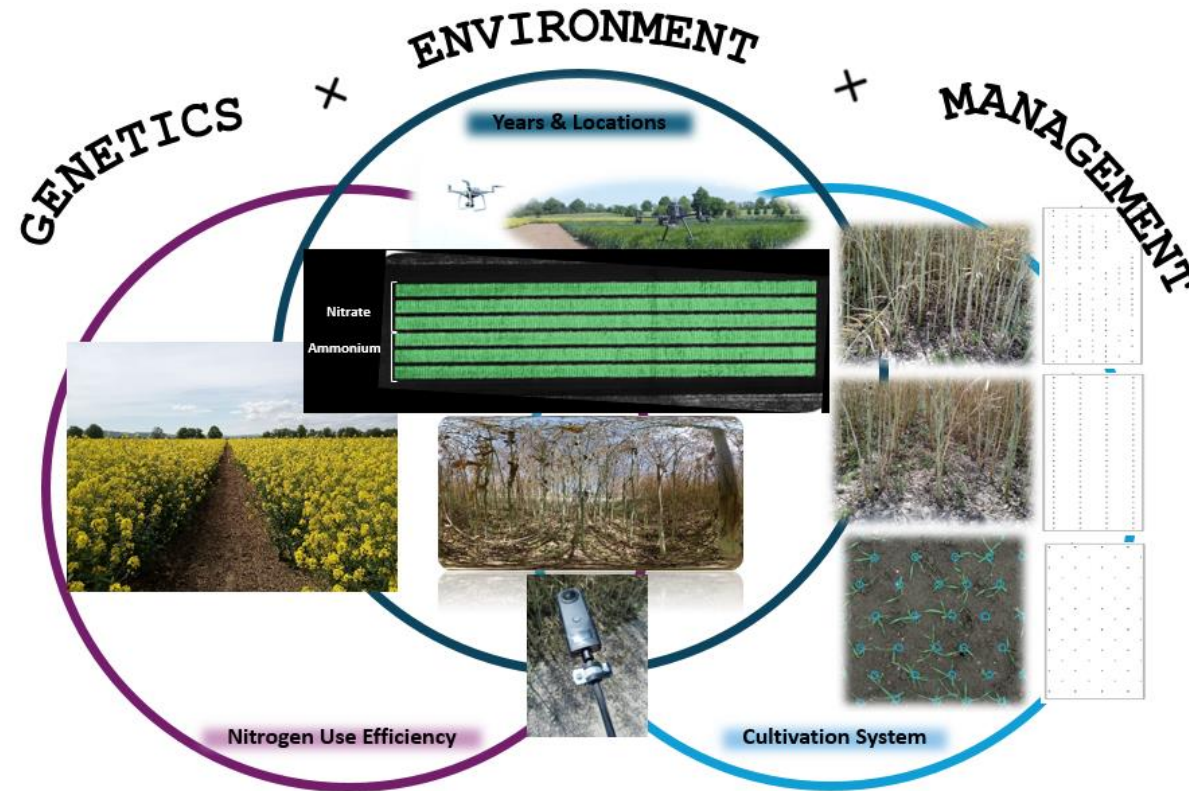 GENETICS × ENVIRONMENT × MANAGEMENT
Years & Locations
Nitrate
Ammonium
Nitrogen Use Efficiency
Cultivation System